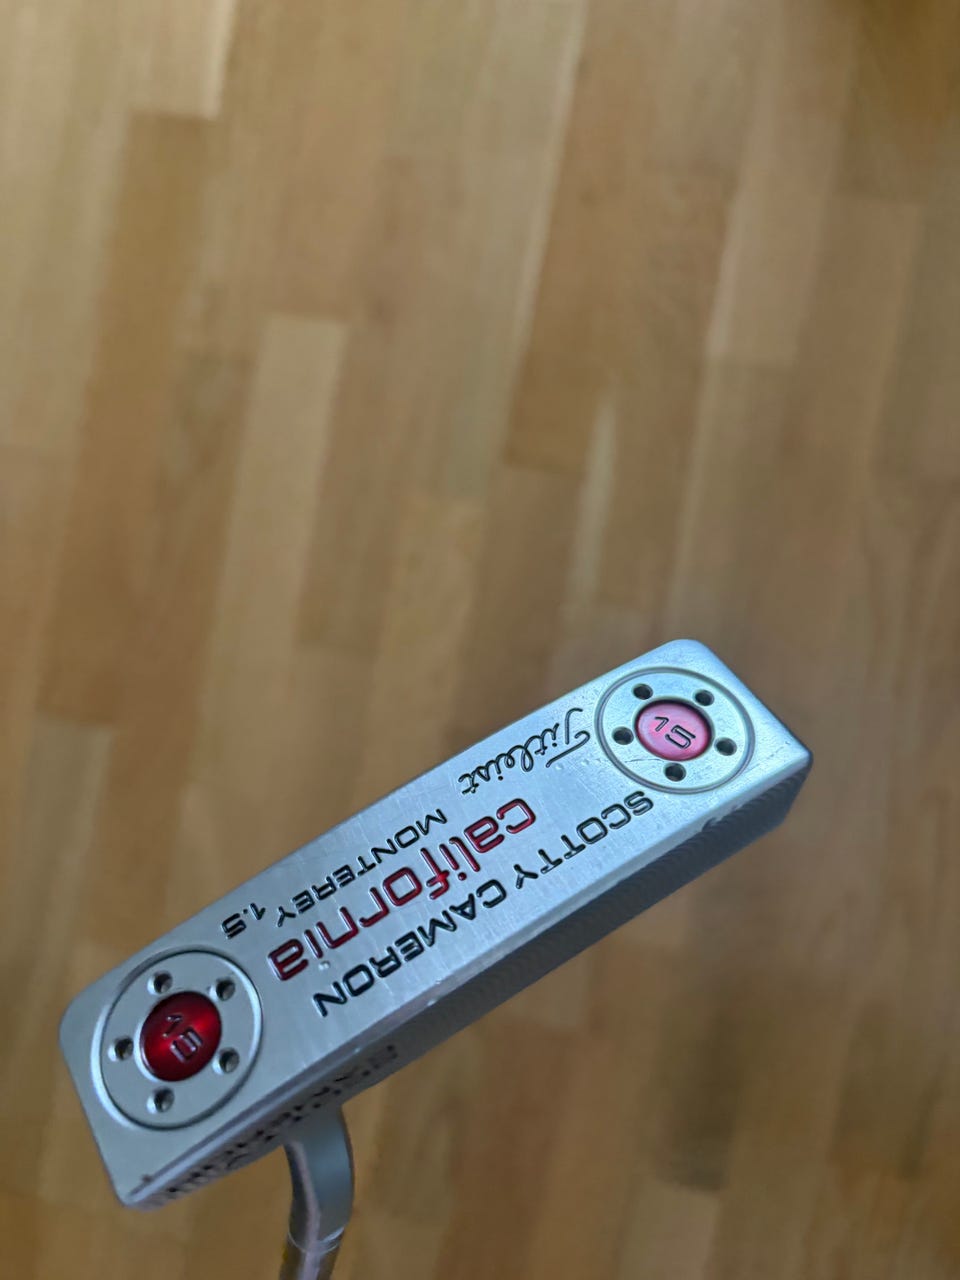 SCOTTY CAMERON
california
MONTEREY 1.5
Titleist
15
15